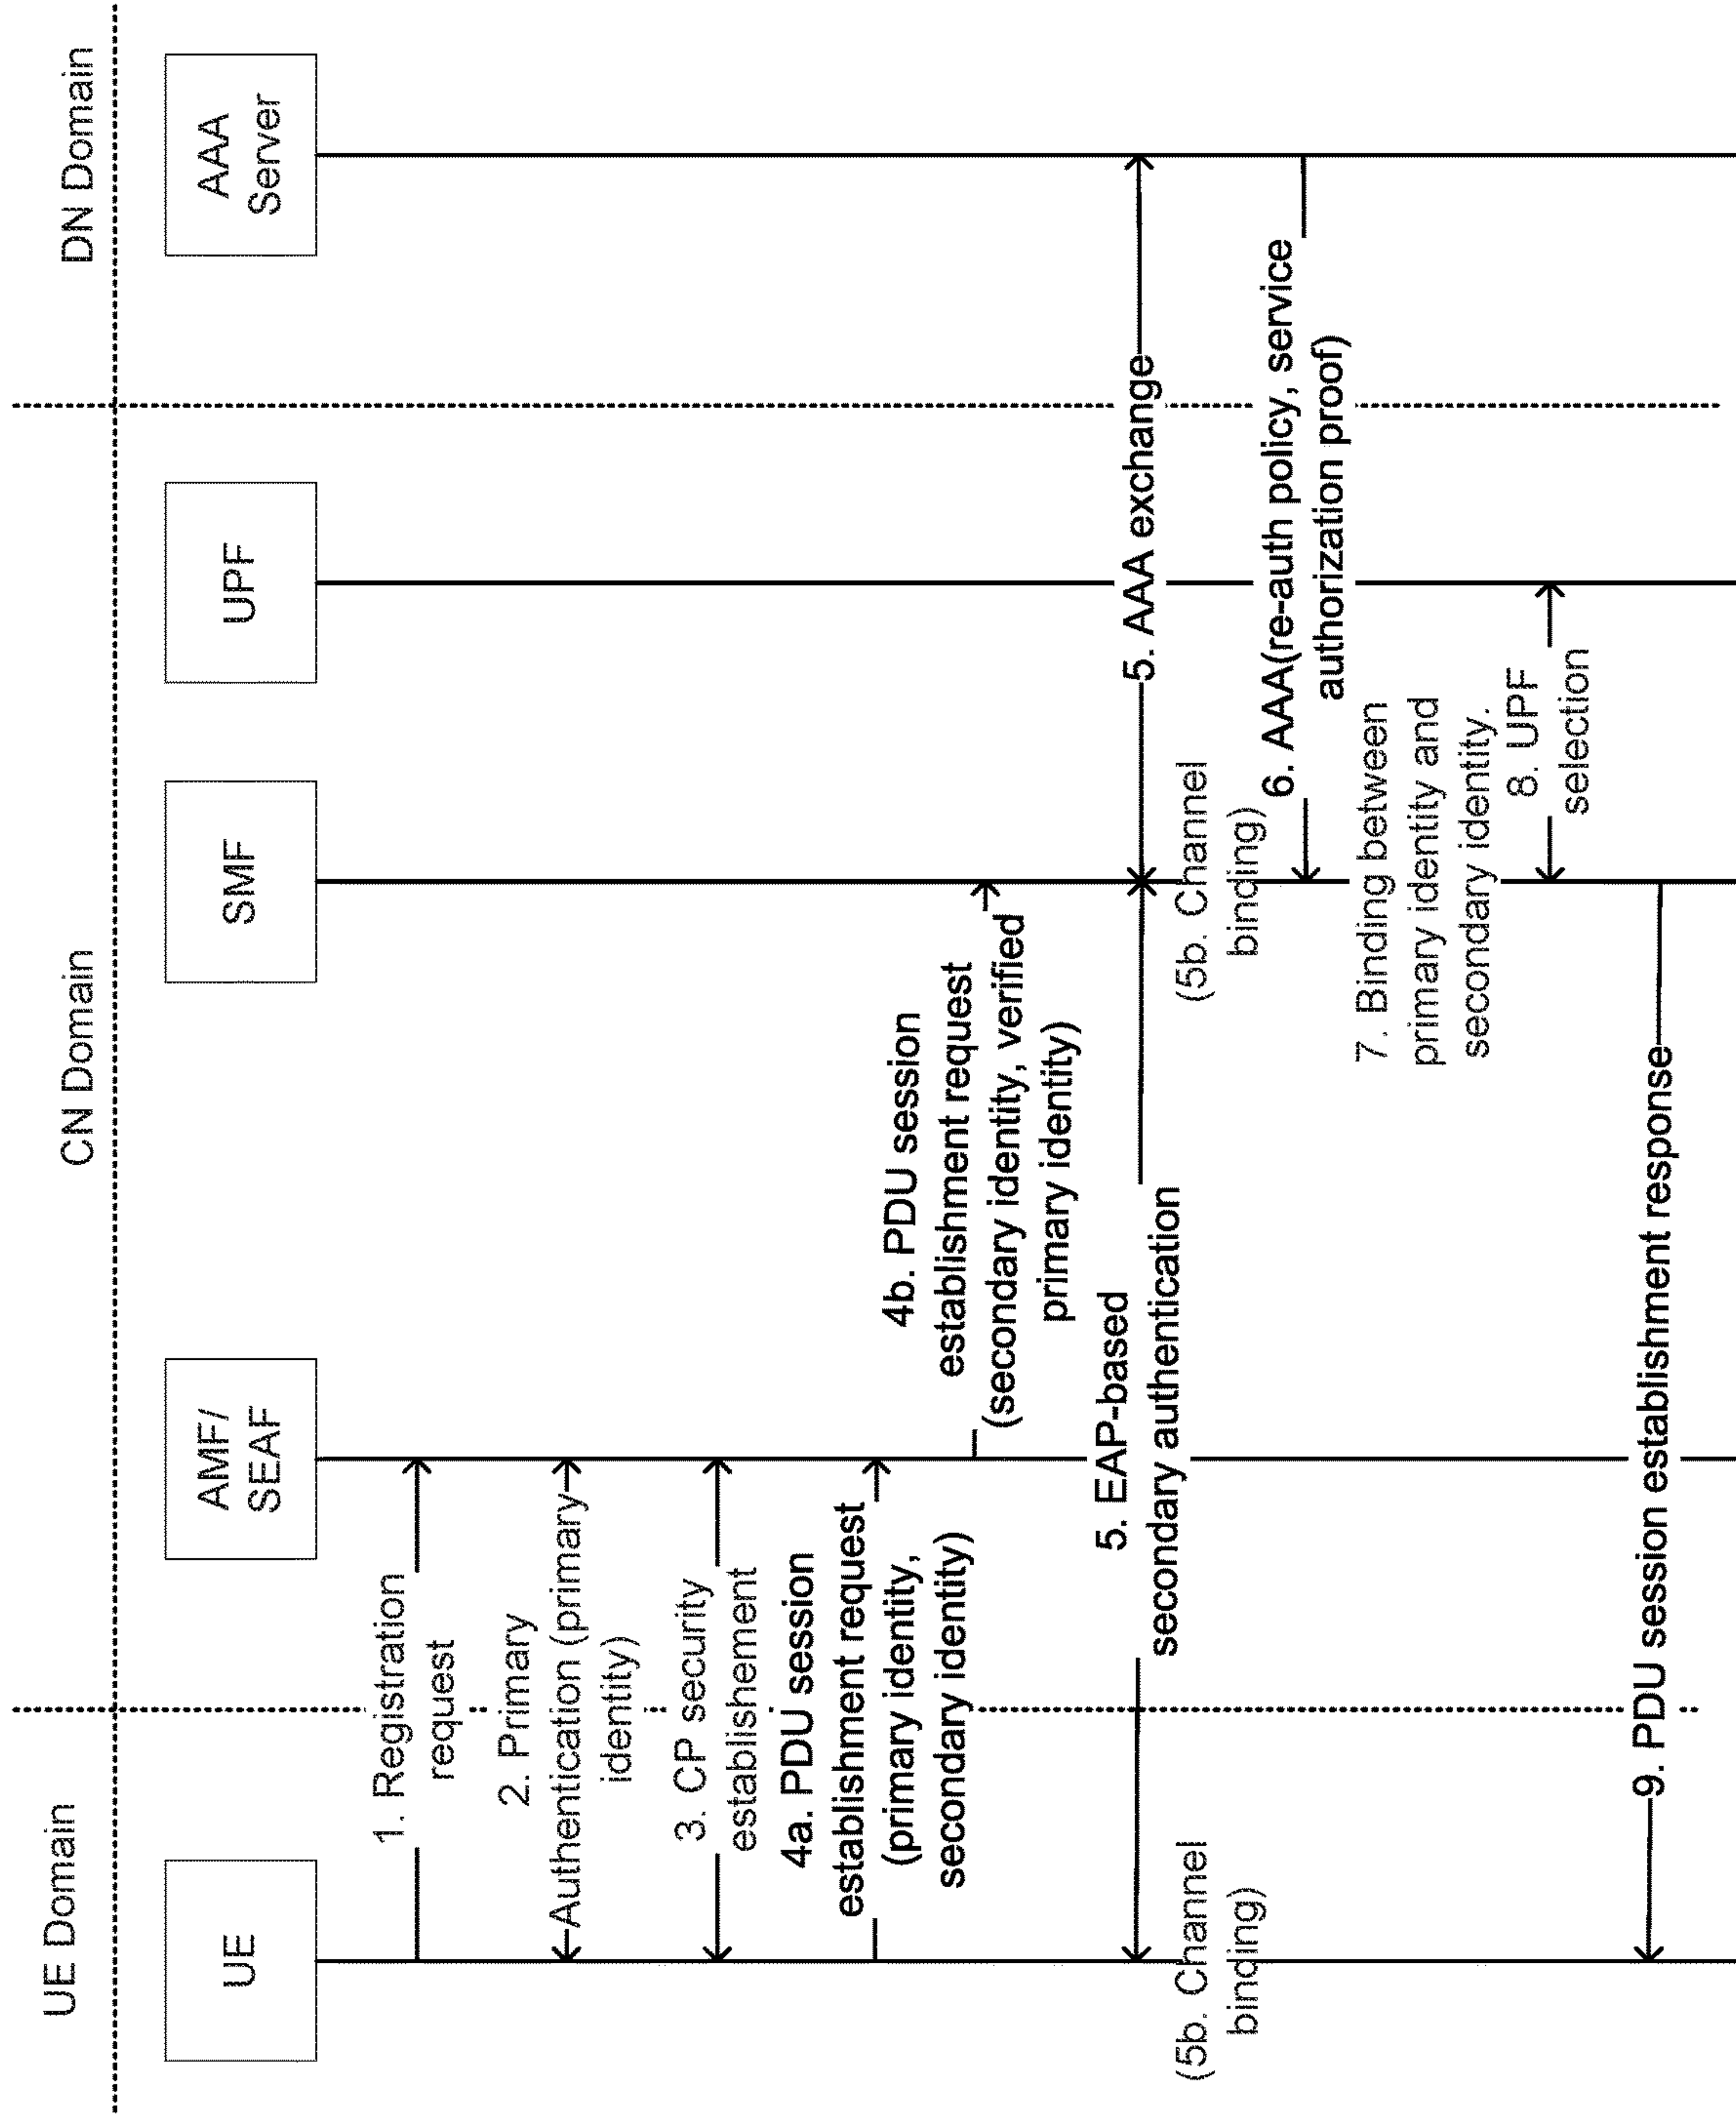 UE Domain
CN Domain
DN Domain
UE
AMF/
SEAF
SMF
UPF
AAA
Server
1. Registration
request
2. Primary
Authentication (primary
identity)
3. CP security
establishement
4a. PDU session
establishment request
(primary identity,
secondary identity)
4b. PDU session
establishment request
(secondary identity, verified
primary identity)
5. EAP-based
secondary authentication
5. AAA exchange
(5b. Channel
binding)
(5b. Channel
binding)
6. AAA(re-auth policy, service
authorization proof)
7. Binding between
primary identity and
secondary identity.
8. UPF
selection
9. PDU session establishment response